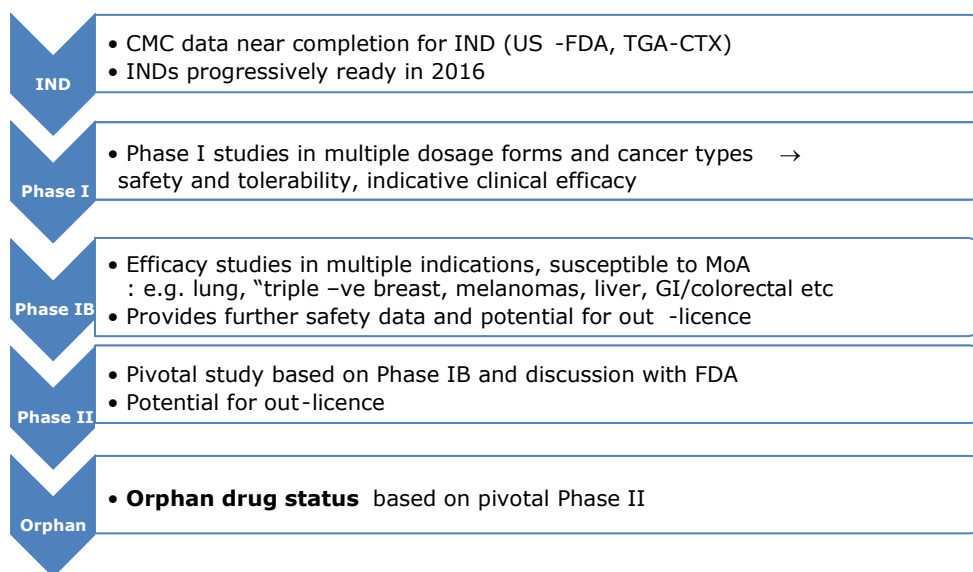 IND
• CMC data near completion for IND (US -FDA, TGA-CTX)
• INDs progressively ready in 2016
Phase I
• Phase I studies in multiple dosage forms and cancer types →
safety and tolerability, indicative clinical efficacy
Phase IB
• Efficacy studies in multiple indications, susceptible to MoA
: e.g. lung, “triple –ve breast, melanomas, liver, GI/colorectal etc
• Provides further safety data and potential for out -licence
Phase II
• Pivotal study based on Phase IB and discussion with FDA
• Potential for out-licence
Orphan
• Orphan drug status based on pivotal Phase II